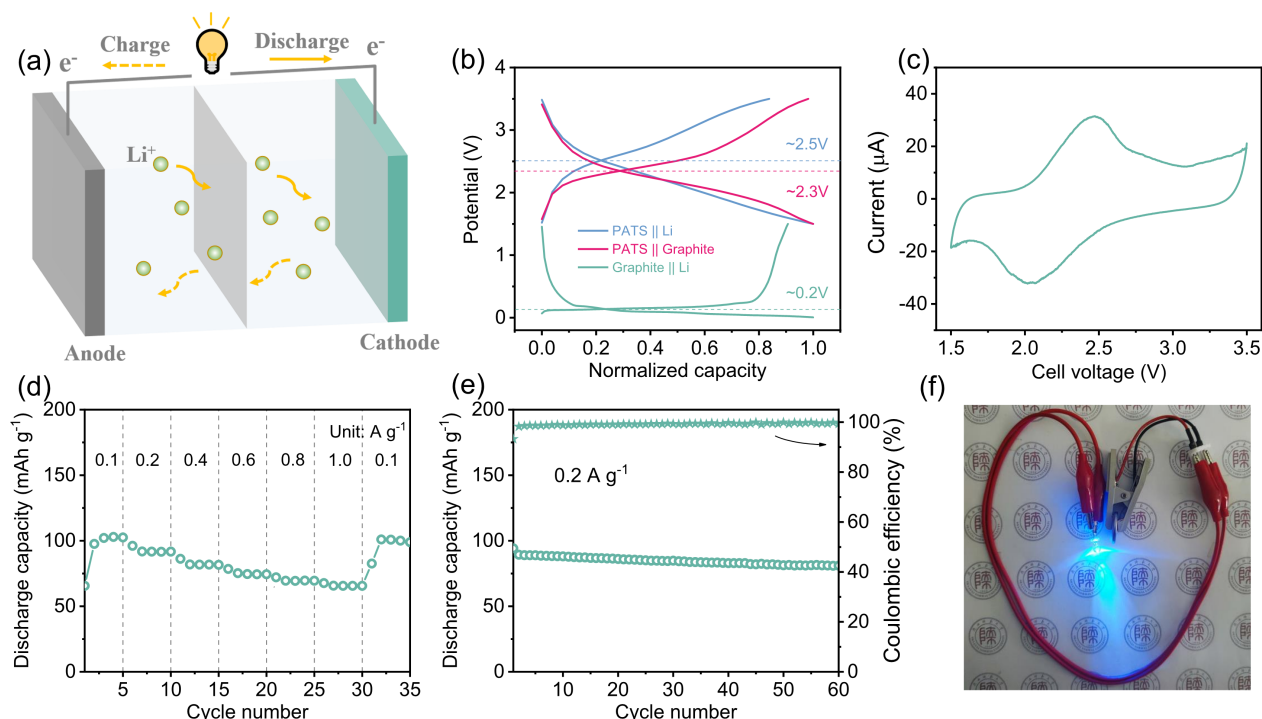 (a)
Charge
Discharge
e-
e-
Li+
Anode
Cathode
(b)
Potential (V)
4
3
2
1
0
~2.5V
~2.3V
~0.2V
PATS || Li
PATS || Graphite
Graphite || Li
0.0 0.2 0.4 0.6 0.8 1.0
Normalized capacity
(c)
Current (μA)
40
20
0
-20
-40
1.5 2.0 2.5 3.0 3.5
Cell voltage (V)
(d)
Discharge capacity (mAh g-1)
200
150
100
50
0
Unit: A g-1
0.1 0.2 0.4 0.6 0.8 1.0 0.1
5 10 15 20 25 30 35
Cycle number
(e)
Discharge capacity (mAh g-1)
200
150
100
50
0
0.2 A g-1
10 20 30 40 50 60
Cycle number
100
80
60
40
20
0
Coulombic efficiency (%)
(f)